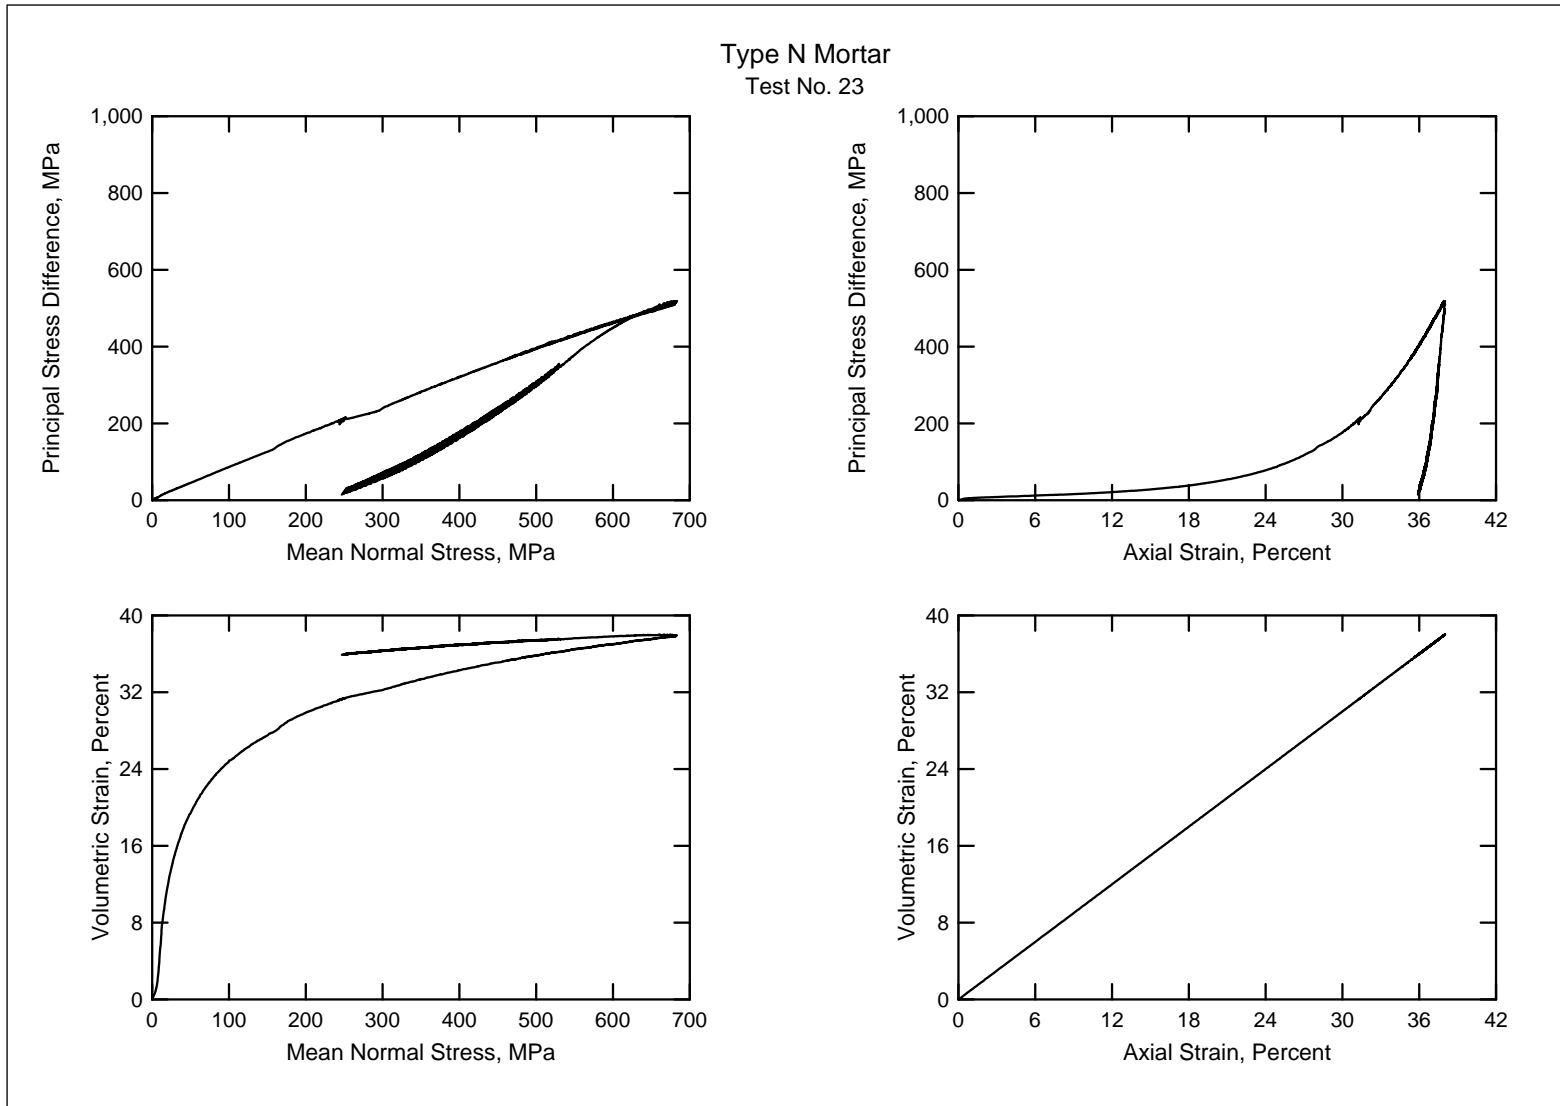 Type N Mortar
Test No. 23
Principal Stress Difference, MPa
1,000
800
600
400
200
0
0 100 200 300 400 500 600 700
Mean Normal Stress, MPa
Principal Stress Difference, MPa
1,000
800
600
400
200
0
0 6 12 18 24 30 36 42
Axial Strain, Percent
Volumetric Strain, Percent
40
32
24
16
8
0
0 100 200 300 400 500 600 700
Mean Normal Stress, MPa
Volumetric Strain, Percent
40
32
24
16
8
0
0 6 12 18 24 30 36 42
Axial Strain, Percent